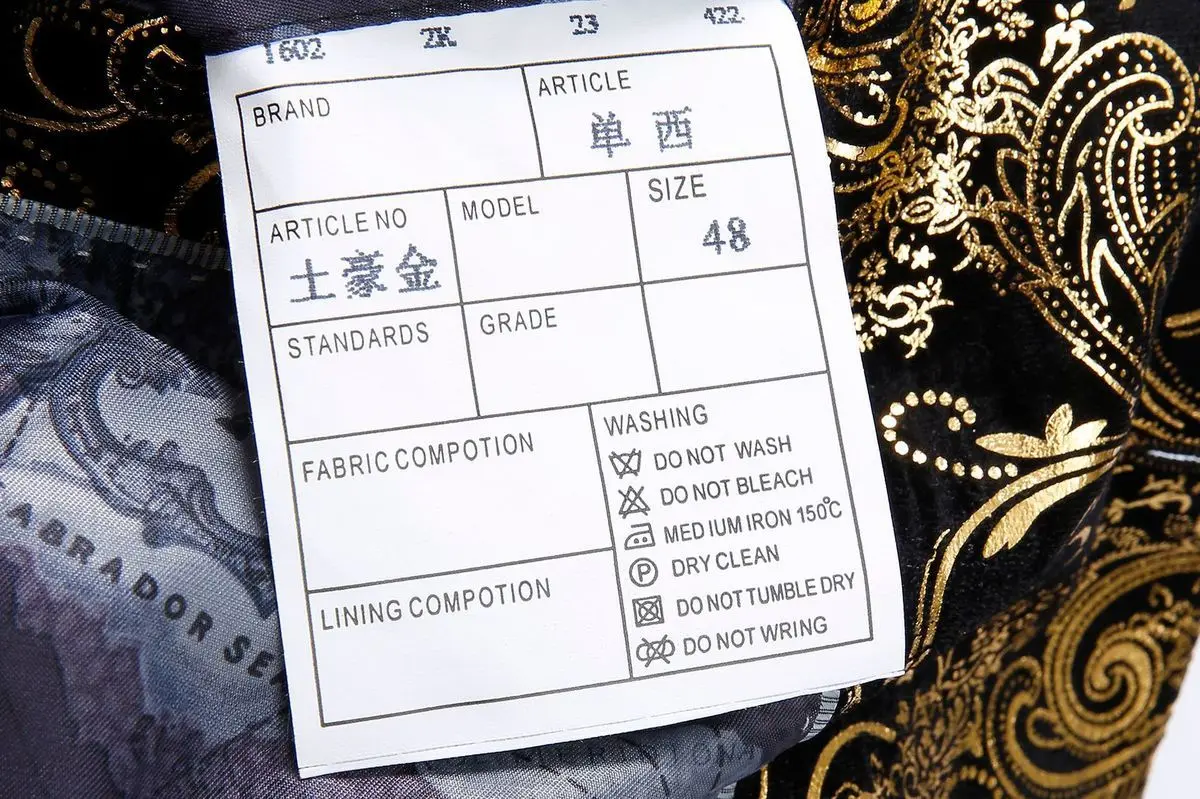 1602 2K 23 422
BRAND
ARTICLE
单 西
ARTICLE NO
土豪金
MODEL
SIZE
48
STANDARDS
GRADE
FABRIC COMPOTION
LINING COMPOTION
WASHING
DO NOT WASH
DO NOT BLEACH
MEDIUM IRON 150℃
P DRY CLEAN
DO NOT TUMBLE DRY
DO NOT WRING
ABRADOR SEA